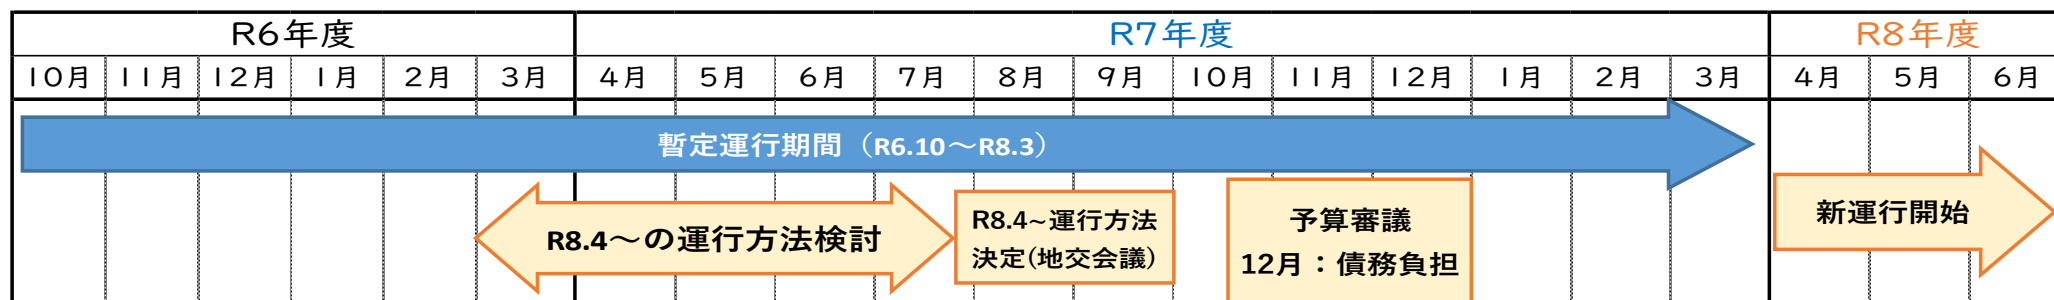 R6年度 R7年度 R8年度
10月 11月 12月 1月 2月 3月 4月 5月 6月 7月 8月 9月 10月 11月 12月 1月 2月 3月 4月 5月 6月
暫定運行期間（R6.10～R8.3）
R8.4～の運行方法検討
R8.4~運行方法
決定(地交会議)
予算審議
12月：債務負担
新運行開始